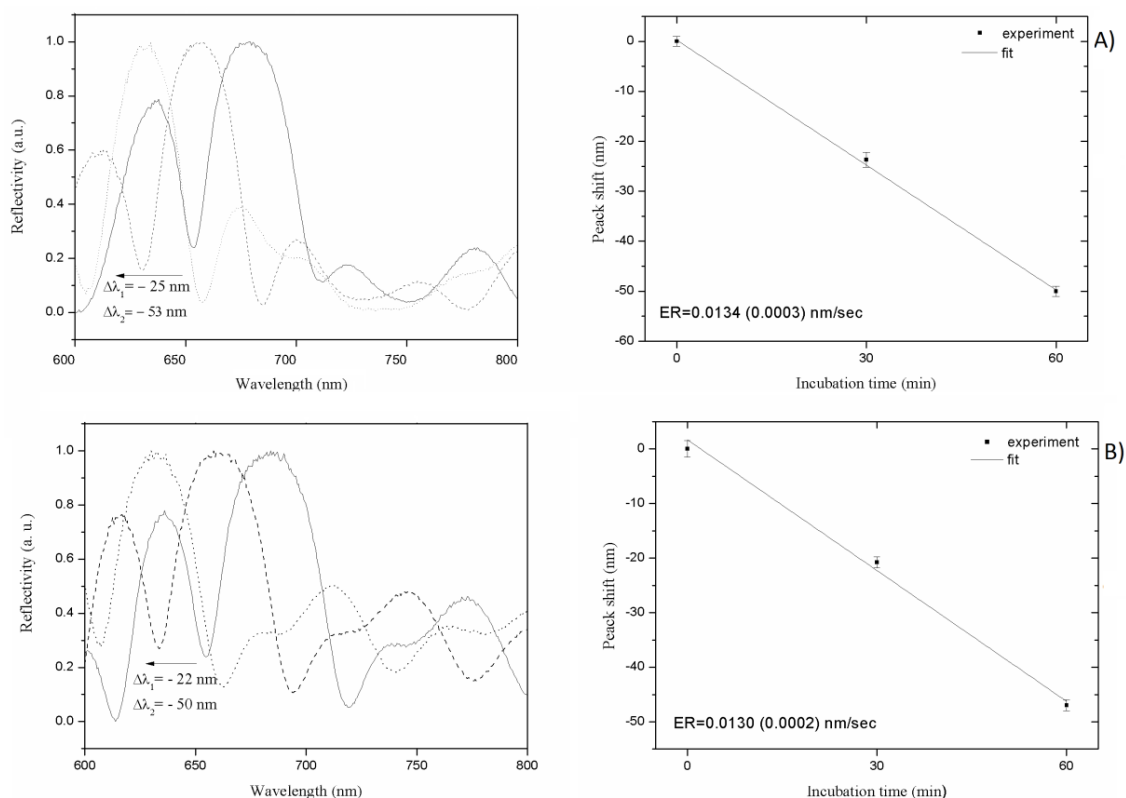 1.0
0.8
0.6
0.4
0.2
0.0
Reflectivity (a.u.)
Δλ₁= – 25 nm
Δλ₂= – 53 nm
600 650 700 750 800
Wavelength (nm)
A)
experiment
fit
0
-10
-20
-30
-40
-50
-60
Peack shift (nm)
ER=0.0134 (0.0003) nm/sec
0 30 60
Incubation time (min)
1.0
0.8
0.6
0.4
0.2
0.0
Reflectivity (a. u.)
Δλ₁= - 22 nm
Δλ₂= - 50 nm
600 650 700 750 800
Wavelength (nm)
B)
experiment
fit
0
-10
-20
-30
-40
-50
Peack shift (nm)
ER=0.0130 (0.0002) nm/sec
0 30 60
Incubation time (min)